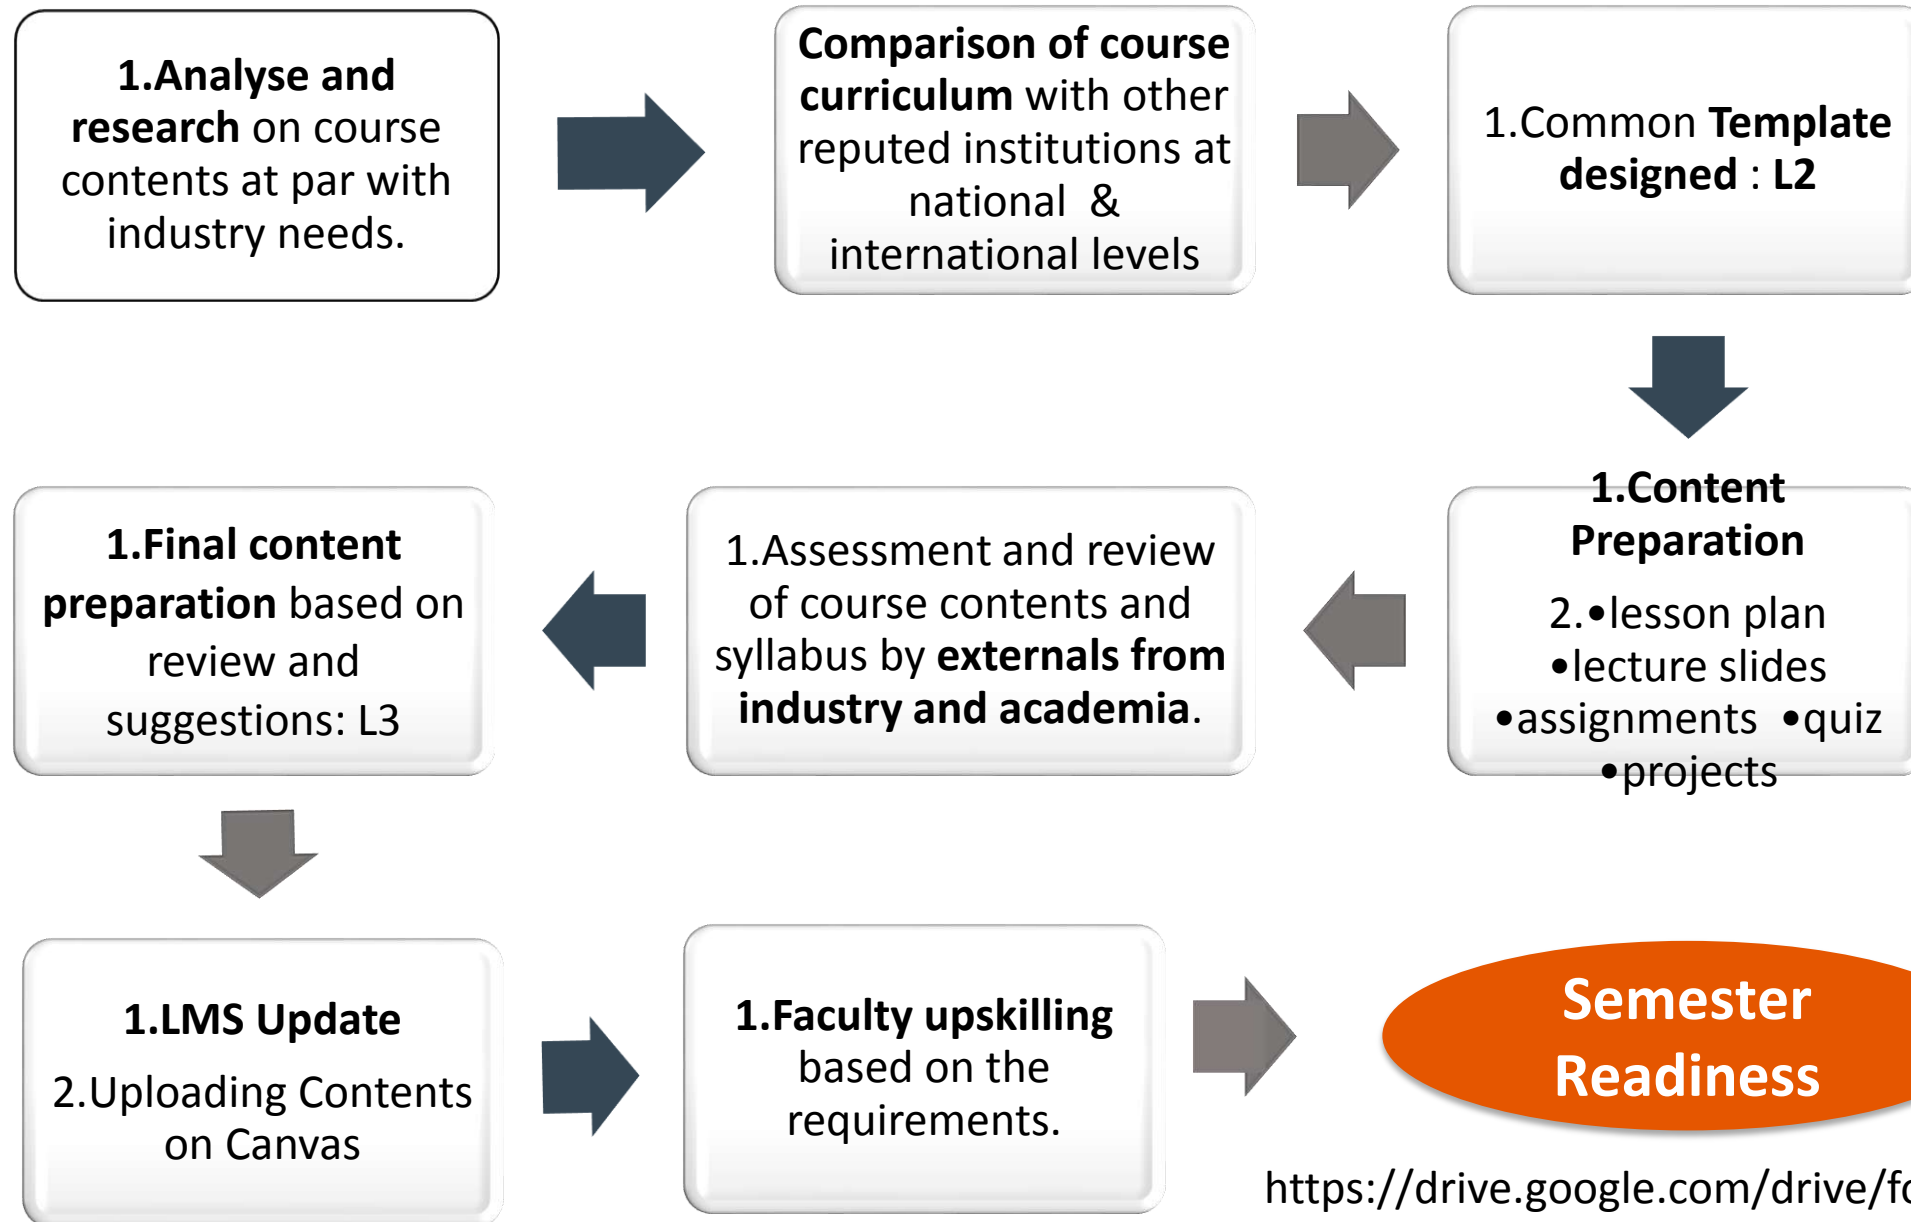 1.Analyse and
research on course
contents at par with
industry needs.
Comparison of course
curriculum with other
reputed institutions at
national &
international levels
1.Common Template
designed : L2
1.Content
Preparation
2.•lesson plan
•lecture slides
•assignments •quiz
•projects
1.Assessment and review
of course contents and
syllabus by externals from
industry and academia.
1.Final content
preparation based on
review and
suggestions: L3
1.LMS Update
2.Uploading Contents
on Canvas
1.Faculty upskilling
based on the
requirements.
Semester
Readiness
https://drive.google.com/drive/fo